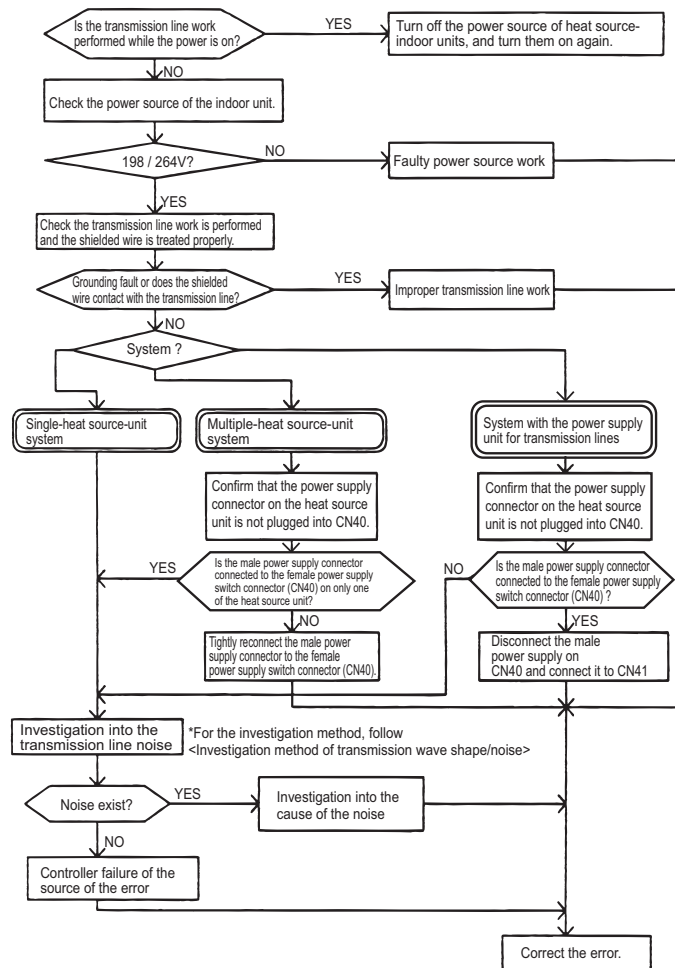 Is the transmission line work
performed while the power is on?
YES
Turn off the power source of heat source-
indoor units, and turn them on again.
NO
Check the power source of the indoor unit.
198 / 264V?
NO
Faulty power source work
YES
Check the transmission line work is performed
and the shielded wire is treated properly.
Grounding fault or does the shielded
wire contact with the transmission line?
YES
Improper transmission line work
NO
System ?
Single-heat source-unit
system
Multiple-heat source-unit
system
System with the power supply
unit for transmission lines
Confirm that the power supply
connector on the heat source
unit is not plugged into CN40.
Confirm that the power supply
connector on the heat source
unit is not plugged into CN40.
YES
Is the male power supply connector
connected to the female power supply
switch connector (CN40) on only one
of the heat source unit?
NO
Is the male power supply connector
connected to the female power supply
switch connector (CN40) ?
NO
YES
Tightly reconnect the male power
supply connector to the female
power supply switch connector (CN40).
Disconnect the male
power supply on
CN40 and connect it to CN41
Investigation into the
transmission line noise
*For the investigation method, follow
<Investigation method of transmission wave shape/noise>
Noise exist?
YES
Investigation into the
cause of the noise
NO
Controller failure of the
source of the error
Correct the error.